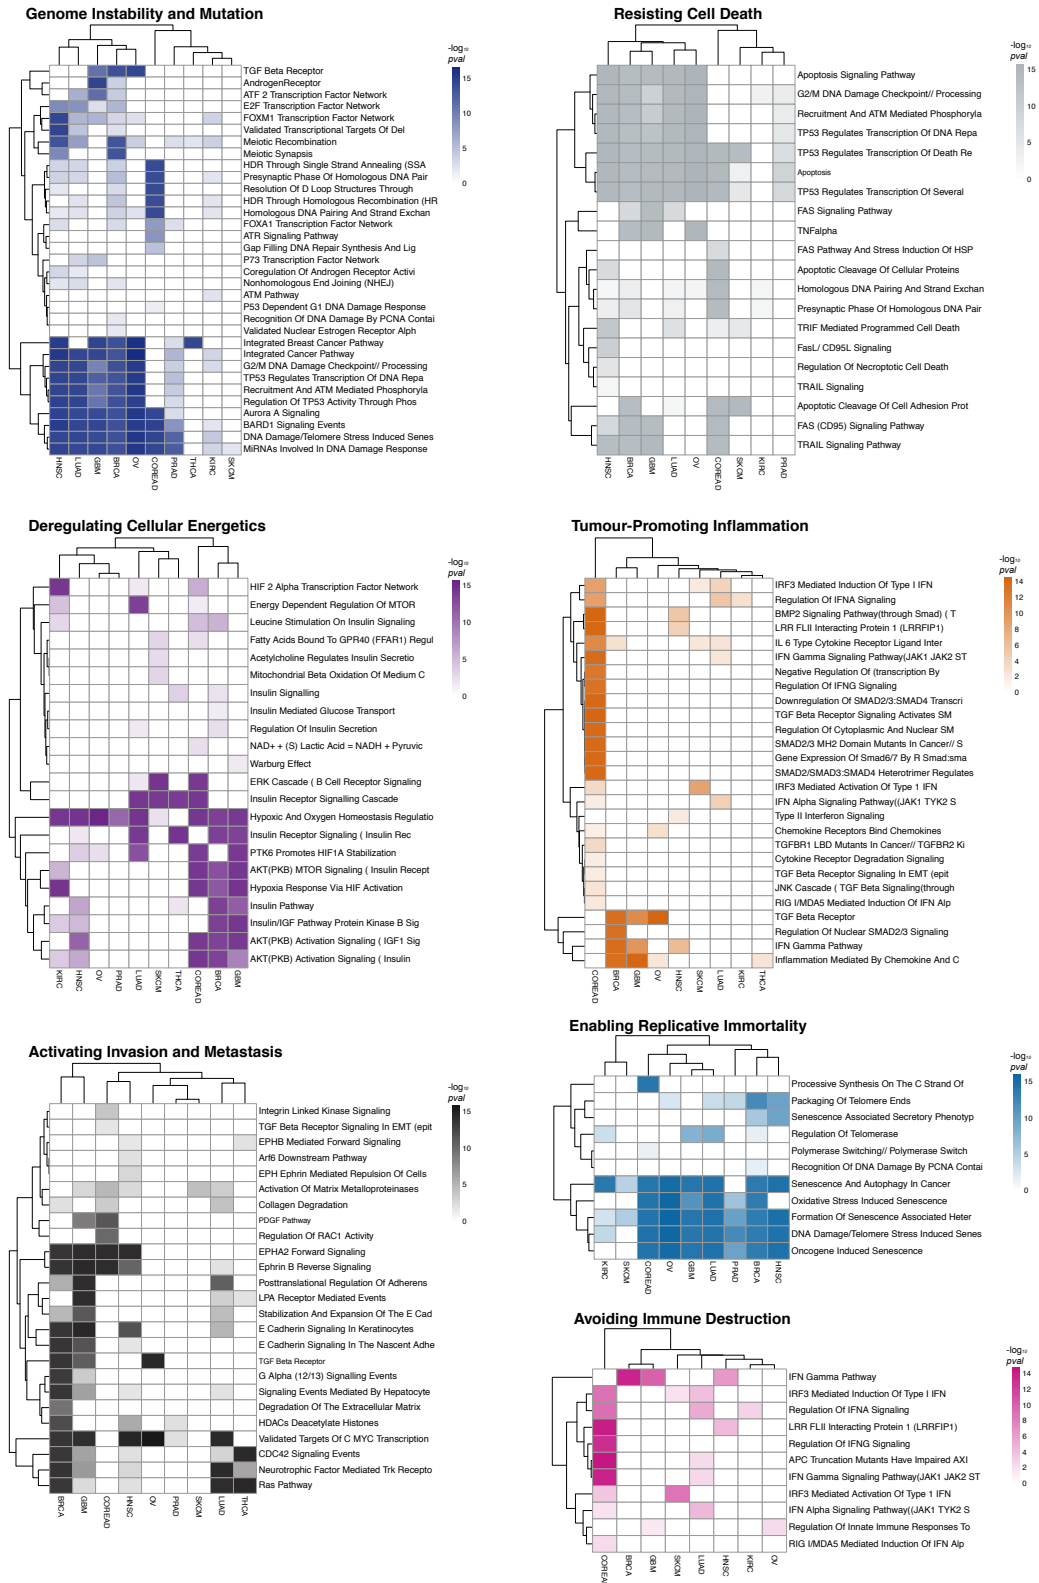 Genome Instability and Mutation
-log₁₀
pval
15
10
5
0
TGF Beta Receptor
AndrogenReceptor
ATF 2 Transcription Factor Network
E2F Transcription Factor Network
FOXM1 Transcription Factor Network
Validated Transcriptional Targets Of Del
Meiotic Recombination
Meiotic Synapsis
HDR Through Single Strand Annealing (SSA
Presynaptic Phase Of Homologous DNA Pair
Resolution Of D Loop Structures Through
HDR Through Homologous Recombination (HR
Homologous DNA Pairing And Strand Exchan
FOXA1 Transcription Factor Network
ATR Signaling Pathway
Gap Filling DNA Repair Synthesis And Lig
P73 Transcription Factor Network
Coregulation Of Androgen Receptor Activi
Nonhomologous End Joining (NHEJ)
ATM Pathway
P53 Dependent G1 DNA Damage Response
Recognition Of DNA Damage By PCNA Contai
Validated Nuclear Estrogen Receptor Alph
Integrated Breast Cancer Pathway
Integrated Cancer Pathway
G2/M DNA Damage Checkpoint// Processing
TP53 Regulates Transcription Of DNA Repa
Recruitment And ATM Mediated Phosphoryla
Regulation Of TP53 Activity Through Phos
Aurora A Signaling
BARD1 Signaling Events
DNA Damage/Telomere Stress Induced Senes
MiRNAs Involved In DNA Damage Response
HNSC
LUAD
GBM
BRCA
OV
COREAD
PRAD
THCA
KIRC
SKCM
Resisting Cell Death
-log₁₀
pval
15
10
5
0
Apoptosis Signaling Pathway
G2/M DNA Damage Checkpoint// Processing
Recruitment And ATM Mediated Phosphoryla
TP53 Regulates Transcription Of DNA Repa
TP53 Regulates Transcription Of Death Re
Apoptosis
TP53 Regulates Transcription Of Several
FAS Signaling Pathway
TNFalpha
FAS Pathway And Stress Induction Of HSP
Apoptotic Cleavage Of Cellular Proteins
Homologous DNA Pairing And Strand Exchan
Presynaptic Phase Of Homologous DNA Pair
TRIF Mediated Programmed Cell Death
FasL/ CD95L Signaling
Regulation Of Necroptotic Cell Death
TRAIL Signaling
Apoptotic Cleavage Of Cell Adhesion Prot
FAS (CD95) Signaling Pathway
TRAIL Signaling Pathway
HNSC
BRCA
GBM
LUAD
OV
COREAD
SKCM
KIRC
PRAD
Deregulating Cellular Energetics
-log₁₀
pval
15
10
5
0
HIF 2 Alpha Transcription Factor Network
Energy Dependent Regulation Of MTOR
Leucine Stimulation On Insulin Signaling
Fatty Acids Bound To GPR40 (FFAR1) Regul
Acetylcholine Regulates Insulin Secretio
Mitochondrial Beta Oxidation Of Medium C
Insulin Signalling
Insulin Mediated Glucose Transport
Regulation Of Insulin Secretion
NAD+ + (S) Lactic Acid = NADH + Pyruvic
Warburg Effect
ERK Cascade ( B Cell Receptor Signaling
Insulin Receptor Signalling Cascade
Hypoxic And Oxygen Homeostasis Regulatio
Insulin Receptor Signaling ( Insulin Rec
PTK6 Promotes HIF1A Stabilization
AKT(PKB) MTOR Signaling ( Insulin Recept
Hypoxia Response Via HIF Activation
Insulin Pathway
Insulin/IGF Pathway Protein Kinase B Sig
AKT(PKB) Activation Signaling ( IGF1 Sig
AKT(PKB) Activation Signaling ( Insulin
KIRC
HNSC
OV
PRAD
LUAD
SKCM
THCA
COREAD
BRCA
GBM
Tumour-Promoting Inflammation
-log₁₀
pval
14
12
10
8
6
4
2
0
IRF3 Mediated Induction Of Type I IFN
Regulation Of IFNA Signaling
BMP2 Signaling Pathway(through Smad) ( T
LRR FLII Interacting Protein 1 (LRRFIP1)
IL 6 Type Cytokine Receptor Ligand Inter
IFN Gamma Signaling Pathway(JAK1 JAK2 ST
Negative Regulation Of (transcription By
Regulation Of IFNG Signaling
Downregulation Of SMAD2/3:SMAD4 Transcri
TGF Beta Receptor Signaling Activates SM
Regulation Of Cytoplasmic And Nuclear SM
SMAD2/3 MH2 Domain Mutants In Cancer// S
Gene Expression Of Smad6/7 By R Smad:sma
SMAD2/SMAD3:SMAD4 Heterotrimer Regulates
IRF3 Mediated Activation Of Type 1 IFN
IFN Alpha Signaling Pathway((JAK1 TYK2 S
Type II Interferon Signaling
Chemokine Receptors Bind Chemokines
TGFBR1 LBD Mutants In Cancer// TGFBR2 Ki
Cytokine Receptor Degradation Signaling
TGF Beta Receptor Signaling In EMT (epit
JNK Cascade ( TGF Beta Signaling(through
RIG I/MDA5 Mediated Induction Of IFN Alp
TGF Beta Receptor
Regulation Of Nuclear SMAD2/3 Signaling
IFN Gamma Pathway
Inflammation Mediated By Chemokine And C
COREAD
BRCA
GBM
OV
HNSC
SKCM
LUAD
KIRC
THCA
Activating Invasion and Metastasis
-log₁₀
pval
15
10
5
0
Integrin Linked Kinase Signaling
TGF Beta Receptor Signaling In EMT (epit
EPHB Mediated Forward Signaling
Arf6 Downstream Pathway
EPH Ephrin Mediated Repulsion Of Cells
Activation Of Matrix Metalloproteinases
Collagen Degradation
PDGF Pathway
Regulation Of RAC1 Activity
EPHA2 Forward Signaling
Ephrin B Reverse Signaling
Posttranslational Regulation Of Adherens
LPA Receptor Mediated Events
Stabilization And Expansion Of The E Cad
E Cadherin Signaling In Keratinocytes
E Cadherin Signaling In The Nascent Adhe
TGF Beta Receptor
G Alpha (12/13) Signalling Events
Signaling Events Mediated By Hepatocyte
Degradation Of The Extracellular Matrix
HDACs Deacetylate Histones
Validated Targets Of C MYC Transcription
CDC42 Signaling Events
Neurotrophic Factor Mediated Trk Recepto
Ras Pathway
BRCA
GBM
COREAD
HNSC
OV
PRAD
SKCM
LUAD
THCA
Enabling Replicative Immortality
-log₁₀
pval
15
10
5
0
Processive Synthesis On The C Strand Of
Packaging Of Telomere Ends
Senescence Associated Secretory Phenotyp
Regulation Of Telomerase
Polymerase Switching// Polymerase Switch
Recognition Of DNA Damage By PCNA Contai
Senescence And Autophagy In Cancer
Oxidative Stress Induced Senescence
Formation Of Senescence Associated Heter
DNA Damage/Telomere Stress Induced Senes
Oncogene Induced Senescence
KIRC
SKCM
COREAD
OV
GBM
LUAD
PRAD
BRCA
HNSC
Avoiding Immune Destruction
-log₁₀
pval
14
12
10
8
6
4
2
0
IFN Gamma Pathway
IRF3 Mediated Induction Of Type I IFN
Regulation Of IFNA Signaling
LRR FLII Interacting Protein 1 (LRRFIP1)
Regulation Of IFNG Signaling
APC Truncation Mutants Have Impaired AXI
IFN Gamma Signaling Pathway(JAK1 JAK2 ST
IRF3 Mediated Activation Of Type 1 IFN
IFN Alpha Signaling Pathway((JAK1 TYK2 S
Regulation Of Innate Immune Responses To
RIG I/MDA5 Mediated Induction Of IFN Alp
COREAD
BRCA
GBM
SKCM
LUAD
HNSC
KIRC
OV